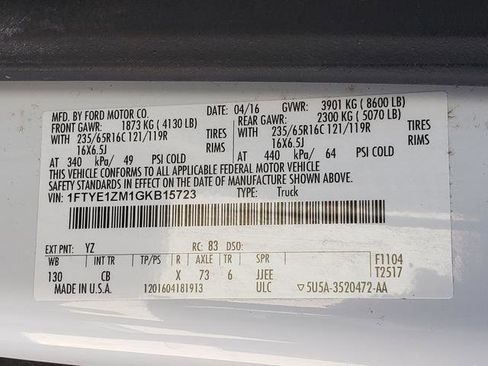 MFD. BY FORD MOTOR CO. DATE: 04/16 GVWR: 3901 KG ( 8600 LB)
FRONT GAWR: 1873 KG ( 4130 LB) REAR GAWR: 2300 KG ( 5070 LB)
WITH 235/65R16C 121/119R TIRES WITH 235/65R16C 121/119R TIRES
16X6.5J RIMS 16X6.5J RIMS
AT 340 kPa/ 49 PSI COLD AT 440 kPa/ 64 PSI COLD
THIS VEHICLE CONFORMS TO ALL APPLICABLE FEDERAL MOTOR VEHICLE
SAFETY STANDARDS IN EFFECT ON THE DATE OF MANUFACTURE SHOWN ABOVE.
VIN: 1FTYE1ZM1GKB15723 TYPE: Truck
EXT PNT: YZ RC: 83 DSO:
WB INT TR TP/PS R AXLE TR SPR F1104
130 CB X 73 6 JJEE T2517
MADE IN U.S.A. 1201604181913 ULC ▽5U5A-3520472-AA